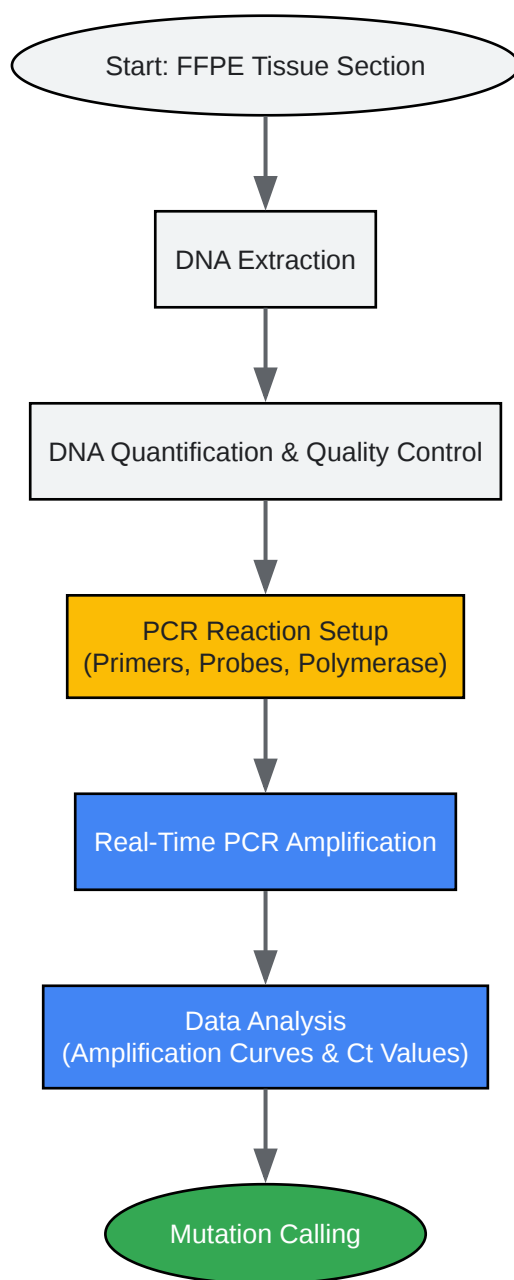 Start: FFPE Tissue Section
DNA Extraction
DNA Quantification & Quality Control
PCR Reaction Setup
(Primers, Probes, Polymerase)
Real-Time PCR Amplification
Data Analysis
(Amplification Curves & Ct Values)
Mutation Calling